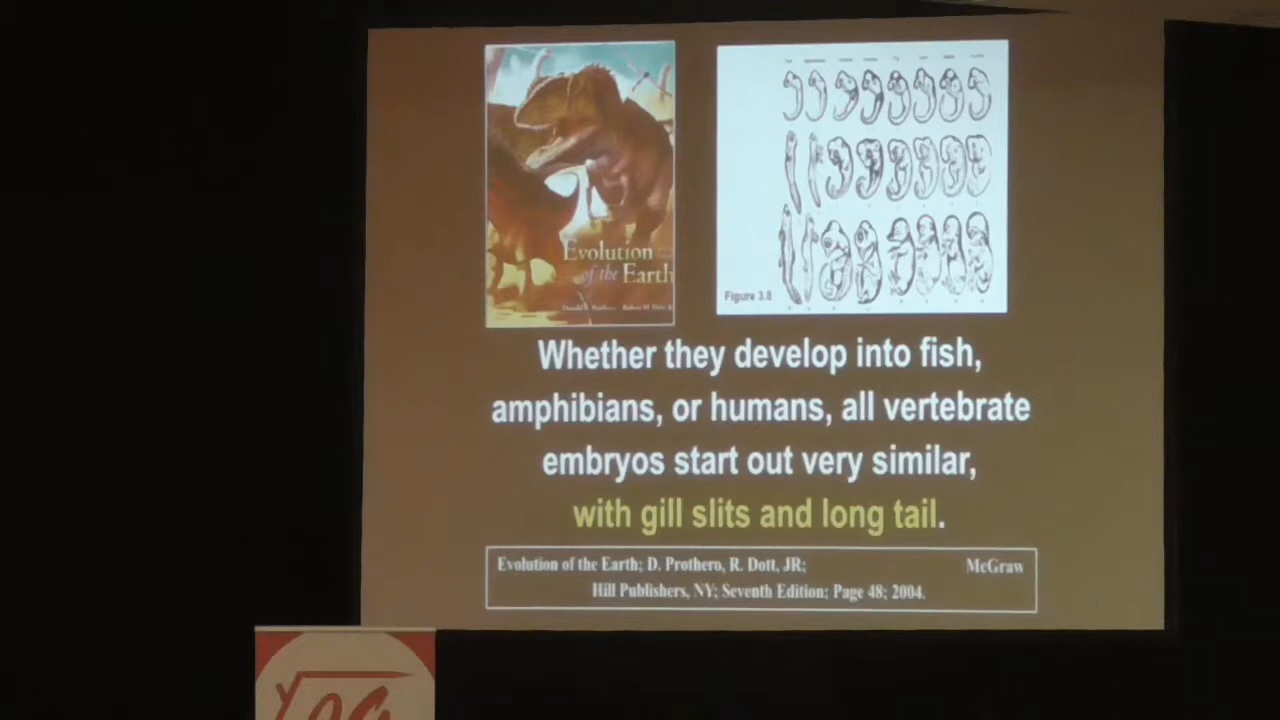 Evolution
of the Earth
Figure 3.8
Whether they develop into fish,
amphibians, or humans, all vertebrate
embryos start out very similar,
with gill slits and long tail.
Evolution of the Earth; D. Prothero, R. Dott, JR; McGraw
Hill Publishers, NY; Seventh Edition; Page 48; 2004.